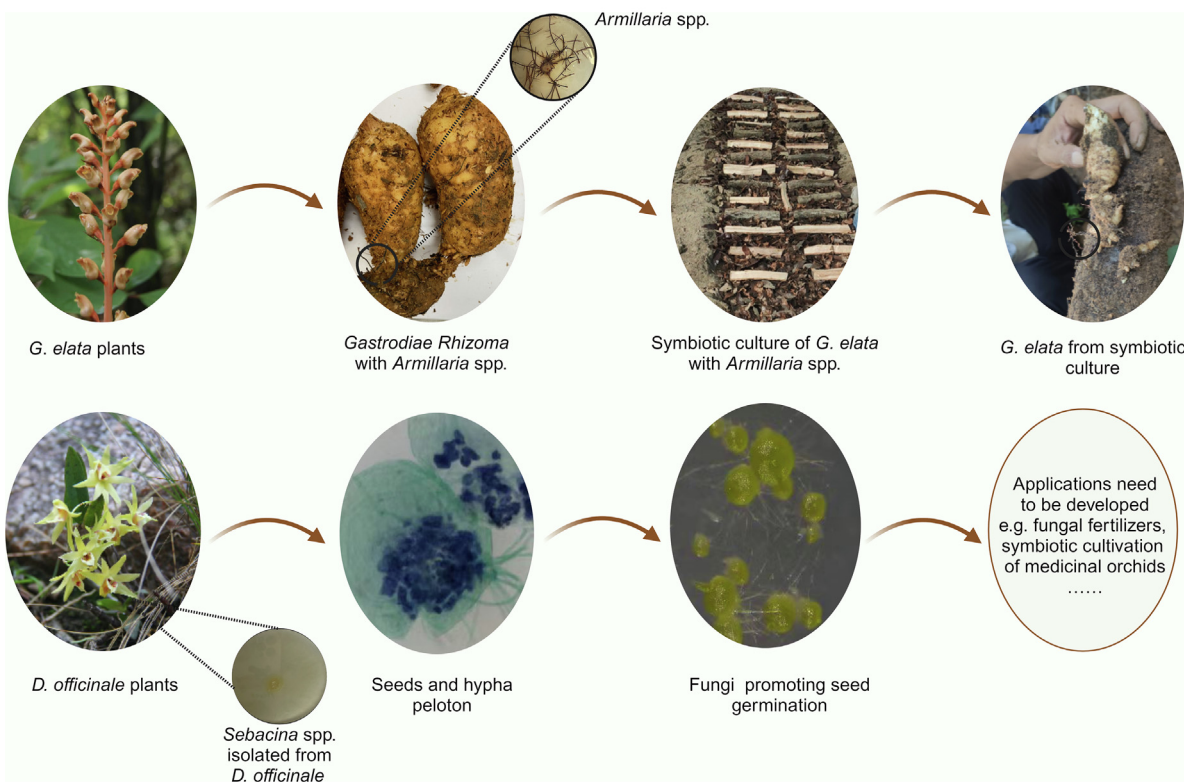 Armillaria spp.
G. elata plants
Gastrodiae Rhizoma
with Armillaria spp.
Symbiotic culture of G. elata
with Armillaria spp.
G. elata from symbiotic
culture
Applications need
to be developed
e.g. fungal fertilizers,
symbiotic cultivation
of medicinal orchids
……
D. officinale plants
Seeds and hypha
peloton
Fungi promoting seed
germination
Sebacina spp.
isolated from
D. officinale